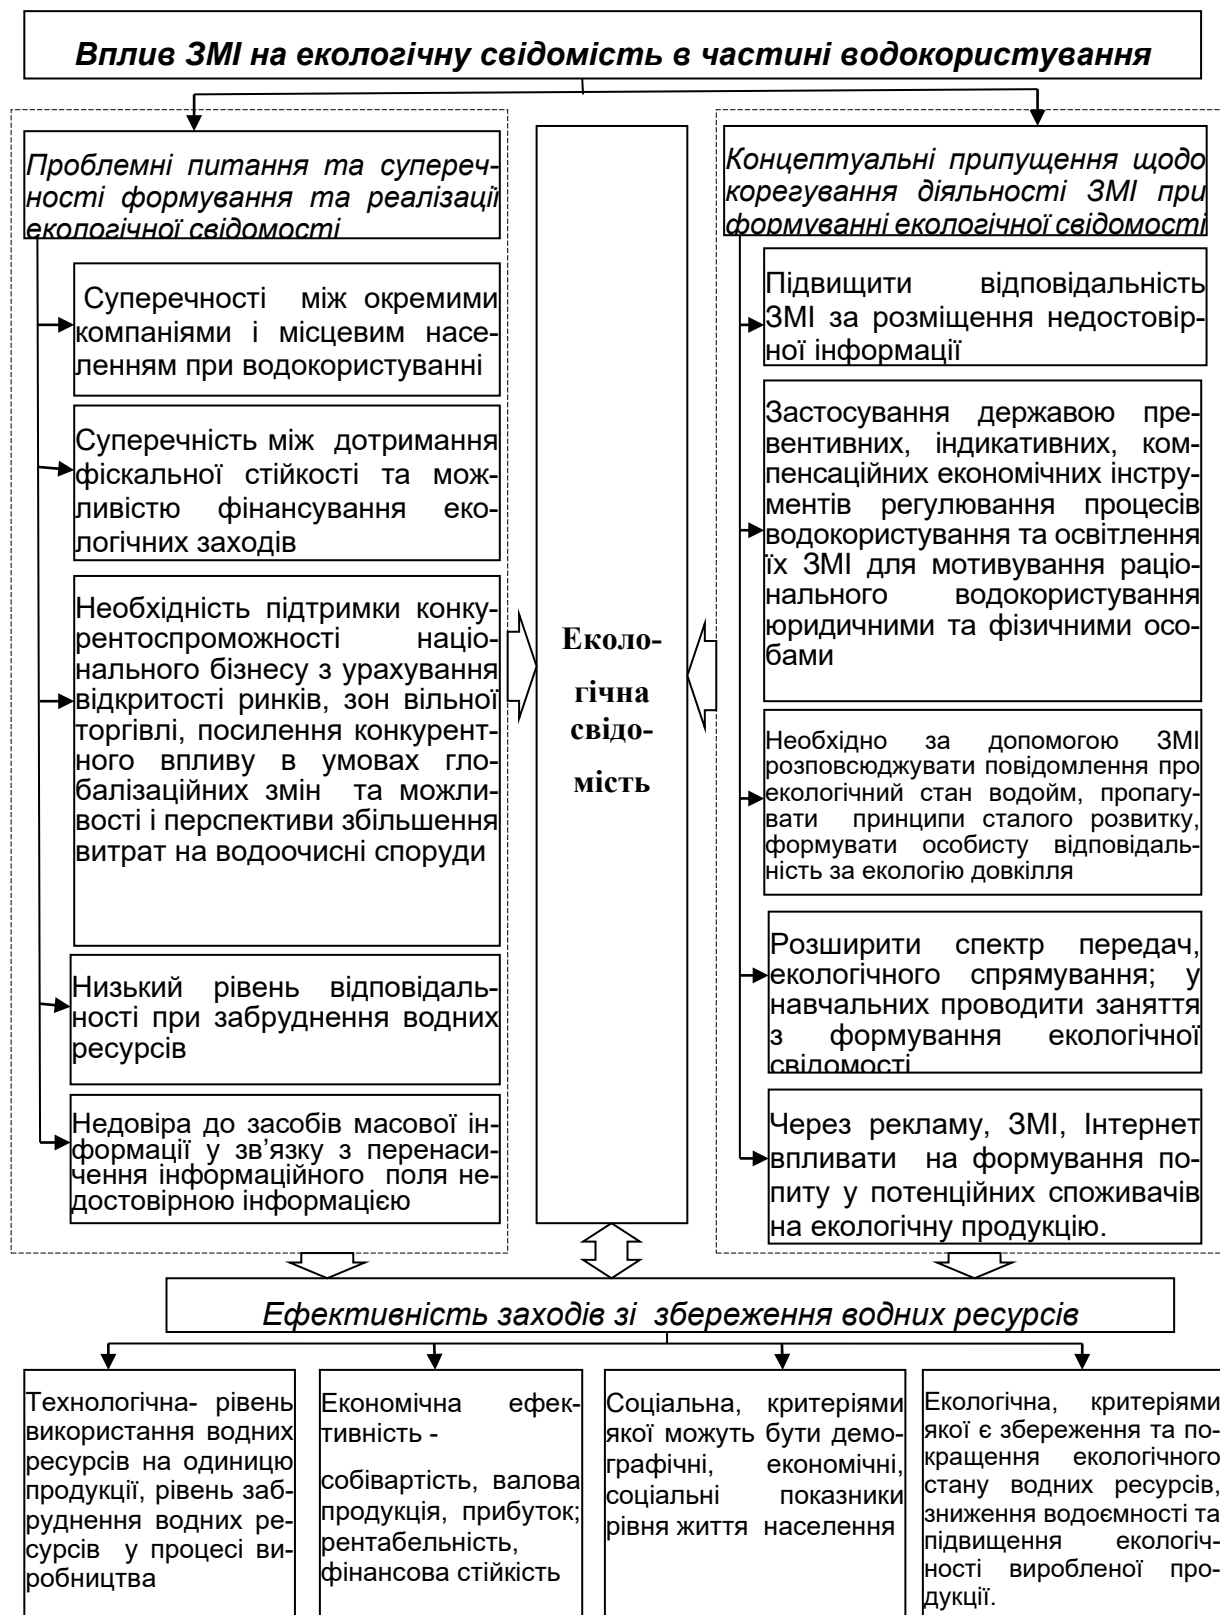 Вплив ЗМІ на екологічну свідомість в частині водокористування
Проблемні питання та супереч-
ності формування та реалізації
екологічної свідомості
Суперечності між окремими
компаніями і місцевим насе-
ленням при водокористуванні
Суперечність між дотримання
фіскальної стійкості та мож-
ливістю фінансування еко-
логічних заходів
Необхідність підтримки конку-
рентоспроможності націо-
нального бізнесу з урахування
відкритості ринків, зон вільної
торгівлі, посилення конкурент-
ного впливу в умовах гло-
балізаційних змін та можли-
вості і перспективи збільшення
витрат на водоочисні споруди
Низький рівень відповідаль-
ності при забруднення водних
ресурсів
Недовіра до засобів масової ін-
формації у зв’язку з перенаси-
чення інформаційного поля не-
достовірною інформацією
Еколо-
гічна
свідо-
мість
Концептуальні припущення щодо
корегування діяльності ЗМІ при
формуванні екологічної свідомості
Підвищити відповідальність
ЗМІ за розміщення недостовір-
ної інформації
Застосування державою пре-
вентивних, індикативних, ком-
пенсаційних економічних інстру-
ментів регулювання процесів
водокористування та освітлення
їх ЗМІ для мотивування раціо-
нального водокористування
юридичними та фізичними осо-
бами
Необхідно за допомогою ЗМІ
розповсюджувати повідомлення про
екологічний стан водойм, пропагу-
вати принципи сталого розвитку,
формувати особисту відповідаль-
ність за екологію довкілля
Розширити спектр передач,
екологічного спрямування; у
навчальних проводити заняття
з формування екологічної
свідомості
Через рекламу, ЗМІ, Інтернет
впливати на формування по-
питу у потенційних споживачів
на екологічну продукцію.
Ефективність заходів зі збереження водних ресурсів
Технологічна- рівень
використання водних
ресурсів на одиницю
продукції, рівень заб-
руднення водних ре-
сурсів у процесі ви-
робництва
Економічна ефек-
тивність -
собівартість, валова
продукція, прибуток;
рентабельність,
фінансова стійкість
Соціальна, критеріями
якої можуть бути демо-
графічні, економічні,
соціальні показники
рівня життя населення
Екологічна, критеріями
якої є збереження та по-
кращення екологічного
стану водних ресурсів,
зниження водоємності та
підвищення екологіч-
ності виробленої про-
дукції.